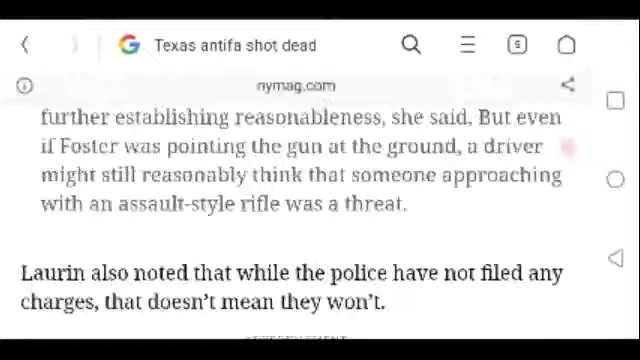 Texas antifa shot dead
5
nymag.com
further establishing reasonableness, she said. But even
if Foster was pointing the gun at the ground, a driver
might still reasonably think that someone approaching
with an assault-style rifle was a threat.
Laurin also noted that while the police have not filed any
charges, that doesn't mean they won't.